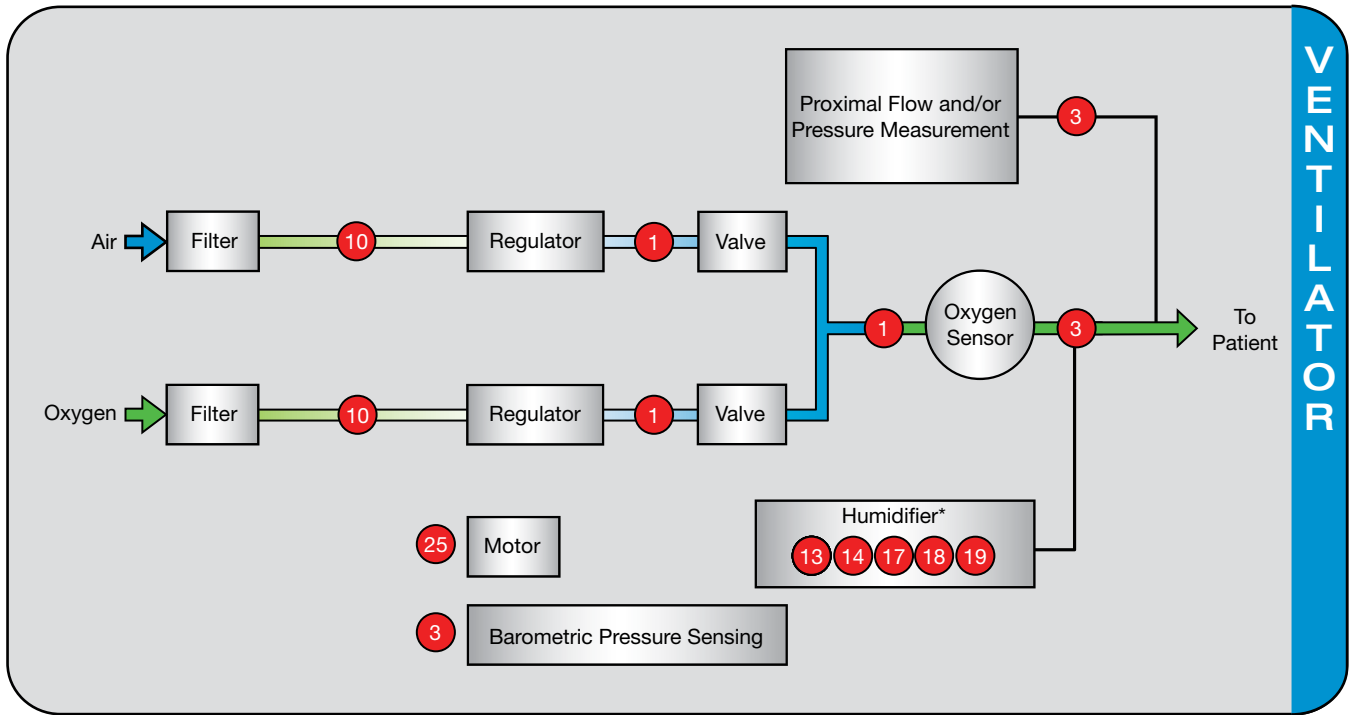 VENTILATOR
Proximal Flow and/or
Pressure Measurement
3
Air
Filter
10
Regulator
1
Valve
1
Oxygen
Sensor
3
To
Patient
Oxygen
Filter
10
Regulator
1
Valve
Humidifier*
13 14 17 18 19
25
Motor
3
Barometric Pressure Sensing